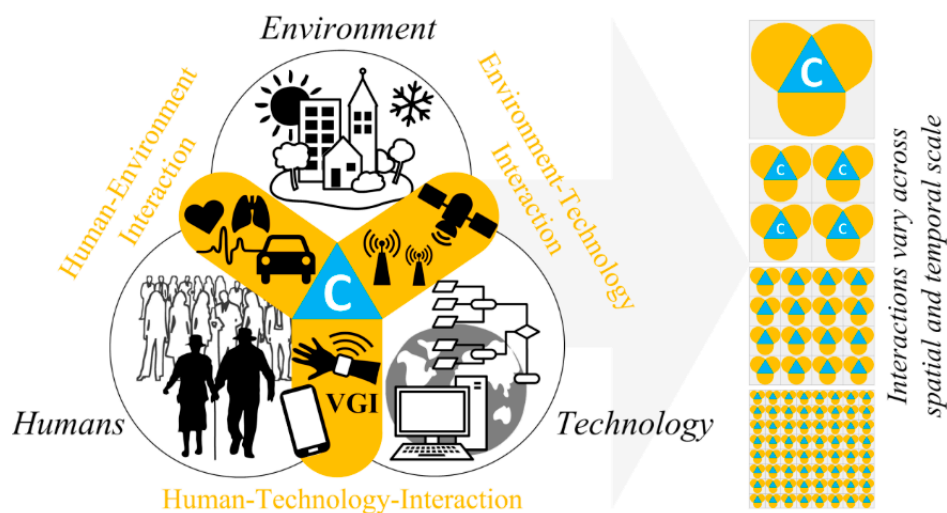 Environment
Human-Environment
Interaction
Environment-Technology
Interaction
C
VGI
Humans
Technology
Human-Technology-Interaction
C
C
C
C
C
Interactions vary across
spatial and temporal scale